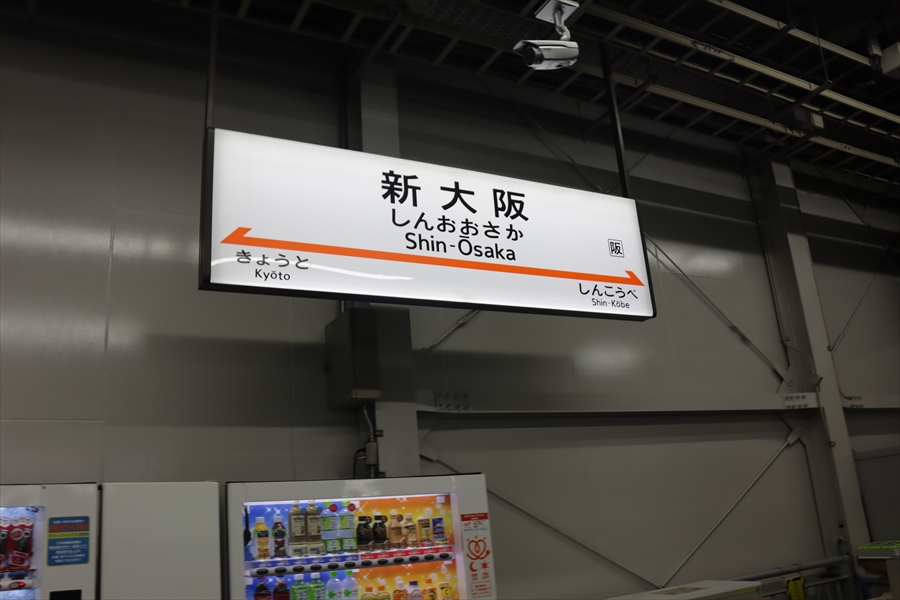 新大阪
しんおおさか
Shin-Ōsaka
阪
きょうと
Kyōto
しんこうべ
Shin-Kōbe